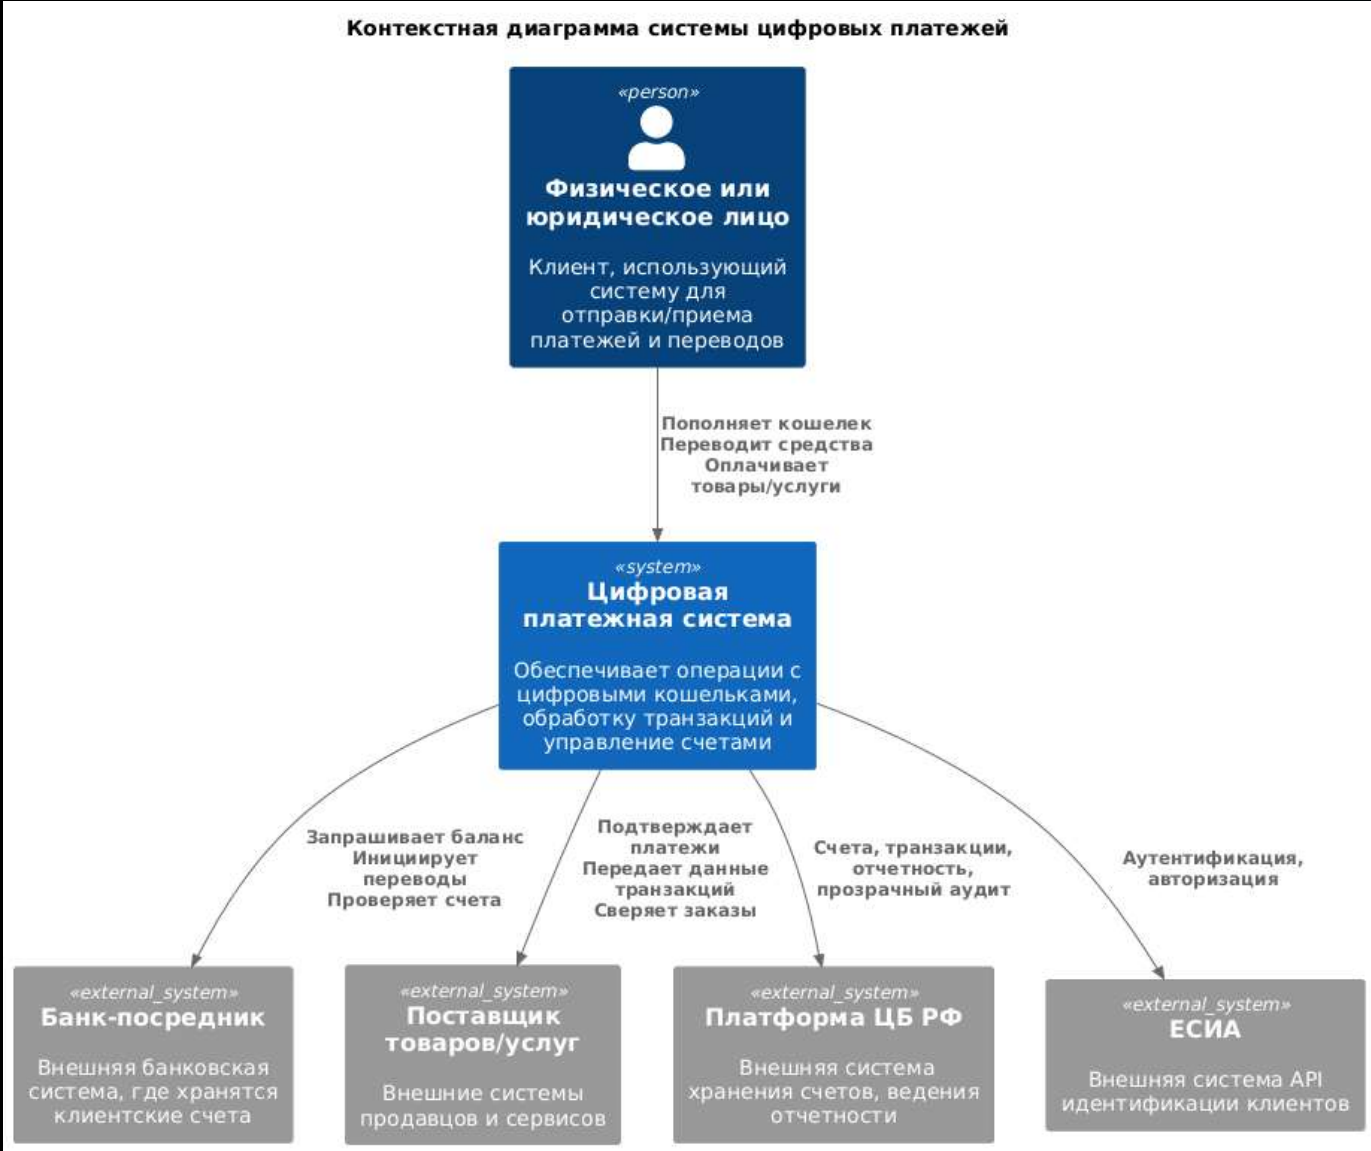 Контекстная диаграмма системы цифровых платежей
«person»
Физическое или
юридическое лицо
Клиент, использующий
систему для
отправки/приема
платежей и переводов
Пополняет кошелек
Переводит средства
Оплачивает
товары/услуги
«system»
Цифровая
платежная система
Обеспечивает операции с
цифровыми кошельками,
обработку транзакций и
управление счетами
Запрашивает баланс
Инициирует
переводы
Проверяет счета
Подтверждает
платежи
Передает данные
транзакций
Сверяет заказы
Счета, транзакции,
отчетность,
прозрачный аудит
Аутентификация,
авторизация
«external_system»
Банк-посредник
Внешняя банковская
система, где хранятся
клиентские счета
«external_system»
Поставщик
товаров/услуг
Внешние системы
продавцов и сервисов
«external_system»
Платформа ЦБ РФ
Внешняя система
хранения счетов, ведения
отчетности
«external_system»
ЕСИА
Внешняя система API
идентификации клиентов